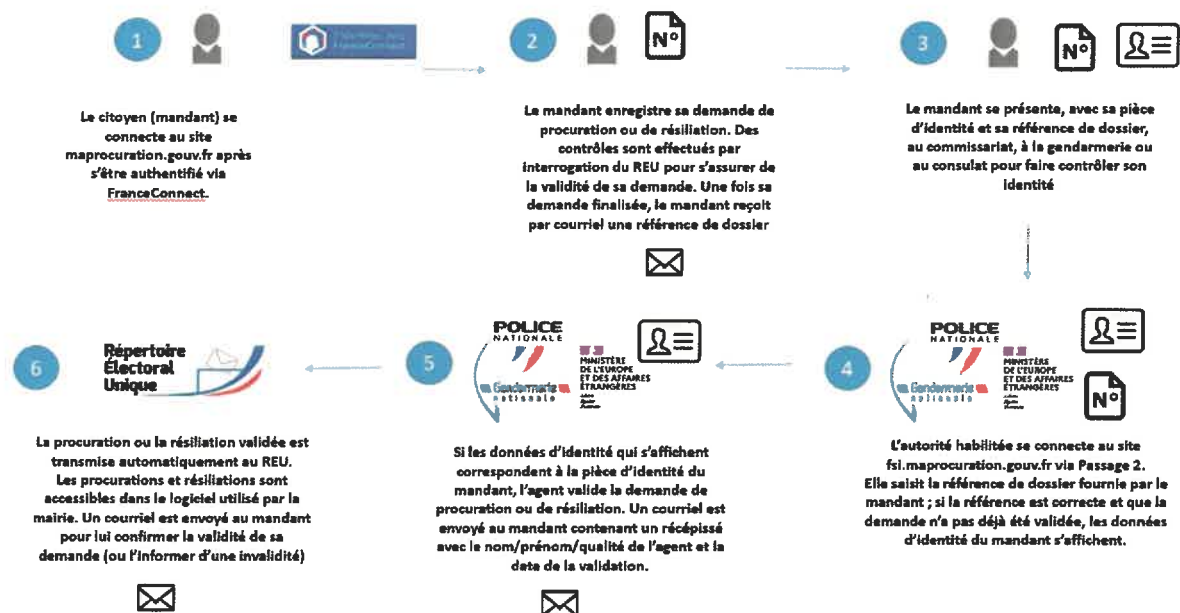 1
2
N°
3
N°
Le citoyen (mandant) se
connecte au site
maprocuration.gouv.fr après
s'être authentifié via
FranceConnect.
Le mandant enregistre sa demande de
procuration ou de résiliation. Des
contrôles sont effectués par
interrogation du REU pour s'assurer de
la validité de sa demande. Une fois sa
demande finalisée, le mandant reçoit
par courriel une référence de dossier
Le mandant se présente, avec sa pièce
d'identité et sa référence de dossier,
au commissariat, à la gendarmerie ou
au consulat pour faire contrôler son
identité
4
POLICE
NATIONALE
Gendarmerie
nationale
MINISTÈRE
DE L'EUROPE
ET DES AFFAIRES
ÉTRANGÈRES
N°
L'autorité habilitée se connecte au site
fsi.maprocuration.gouv.fr via Passage 2.
Elle saisit la référence de dossier fournie par le
mandant ; si la référence est correcte et que la
demande n'a pas déjà été validée, les données
d'identité du mandant s'affichent.
5
POLICE
NATIONALE
Gendarmerie
nationale
MINISTÈRE
DE L'EUROPE
ET DES AFFAIRES
ÉTRANGÈRES
Si les données d'identité qui s'affichent
correspondent à la pièce d'identité du
mandant, l'agent valide la demande de
procuration ou de résiliation. Un courriel est
envoyé au mandant contenant un récépissé
avec le nom/prénom/qualité de l'agent et la
date de la validation.
6
Répertoire
Électoral
Unique
La procuration ou la résiliation validée est
transmise automatiquement au REU.
Les procurations et résiliations sont
accessibles dans le logiciel utilisé par la
mairie. Un courriel est envoyé au mandant
pour lui confirmer la validité de sa
demande (ou l'informer d'une invalidité)